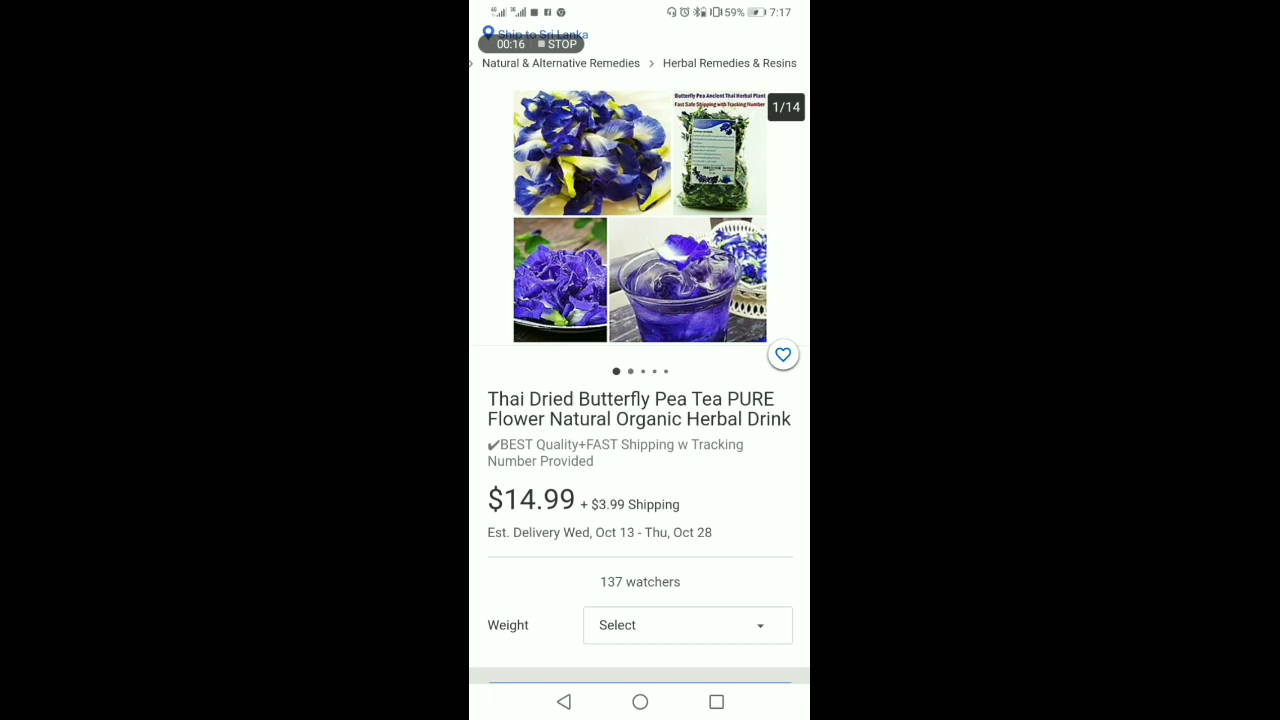 4G 3G 59% 7:17
Ship to Sri Lanka
00:16 STOP
Natural & Alternative Remedies > Herbal Remedies & Resins
Butterfly Pea Ancient Thai Herbal Plant
Fast Safe Shipping with Tracking Number
1/14
Thai Dried Butterfly Pea Tea PURE
Flower Natural Organic Herbal Drink
✔BEST Quality+FAST Shipping w Tracking
Number Provided
$14.99 + $3.99 Shipping
Est. Delivery Wed, Oct 13 - Thu, Oct 28
137 watchers
Weight Select